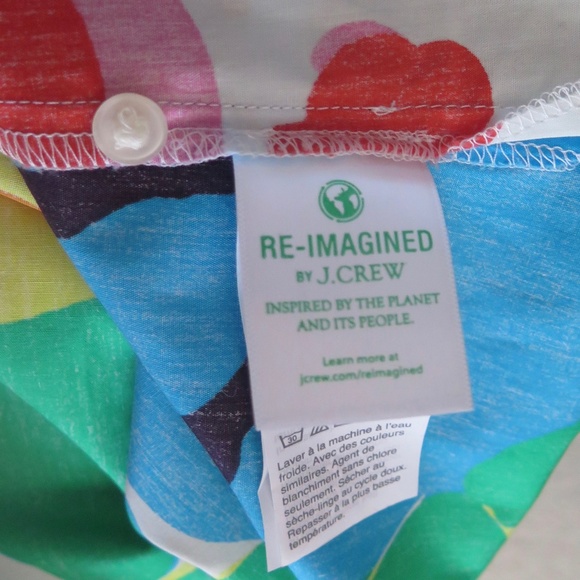 RE-IMAGINED
BY J.CREW
INSPIRED BY THE PLANET
AND ITS PEOPLE.
Learn more at
jcrew.com/reimagined
30
Laver à la machine à l'eau
froide. Avec des couleurs
similaires. Agent de
blanchiment sans chlore
seulement. Sécher au
sèche-linge au cycle doux.
Repasser à la plus basse
température.